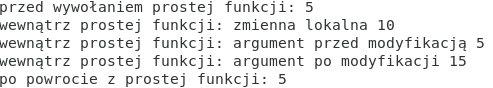 przed wywołaniem prostej funkcji: 5
wewnątrz prostej funkcji: zmienna lokalna 10
wewnątrz prostej funkcji: argument przed modyfikacją 5
wewnątrz prostej funkcji: argument po modyfikacji 15
po powrocie z prostej funkcji: 5